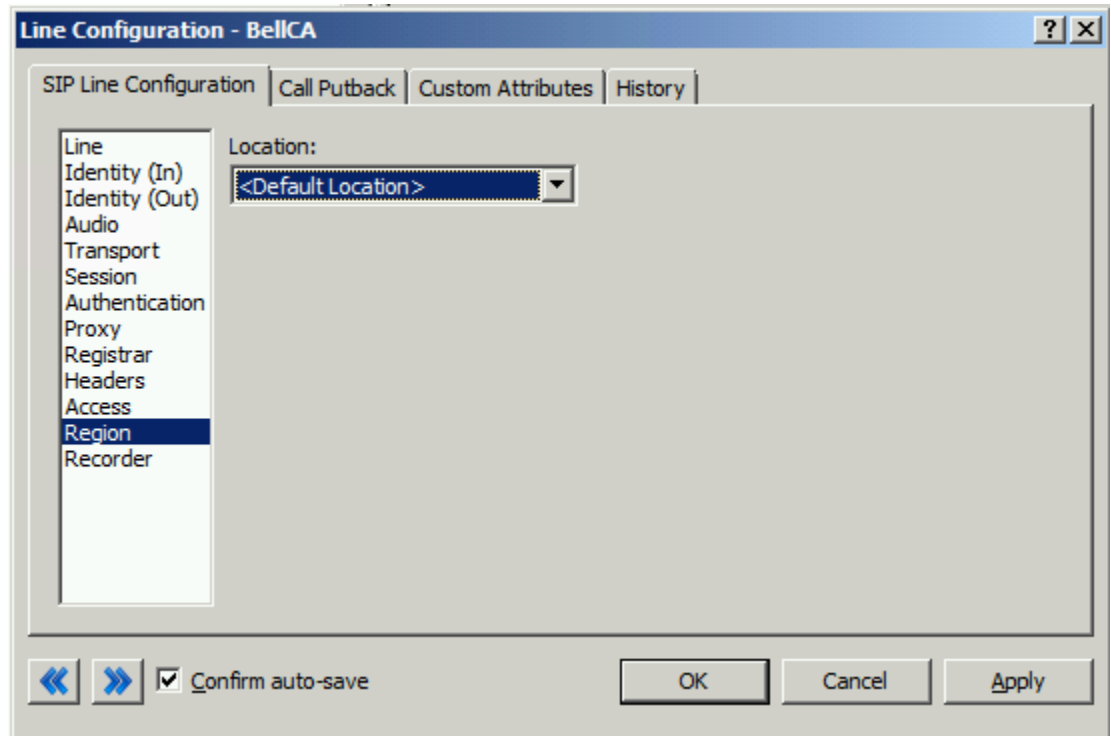 Line Configuration - BellCA
SIP Line Configuration
Call Putback
Custom Attributes
History
Line
Identity (In)
Identity (Out)
Audio
Transport
Session
Authentication
Proxy
Registrar
Headers
Access
Region
Recorder
Location:
<Default Location>
Confirm auto-save
OK
Cancel
Apply